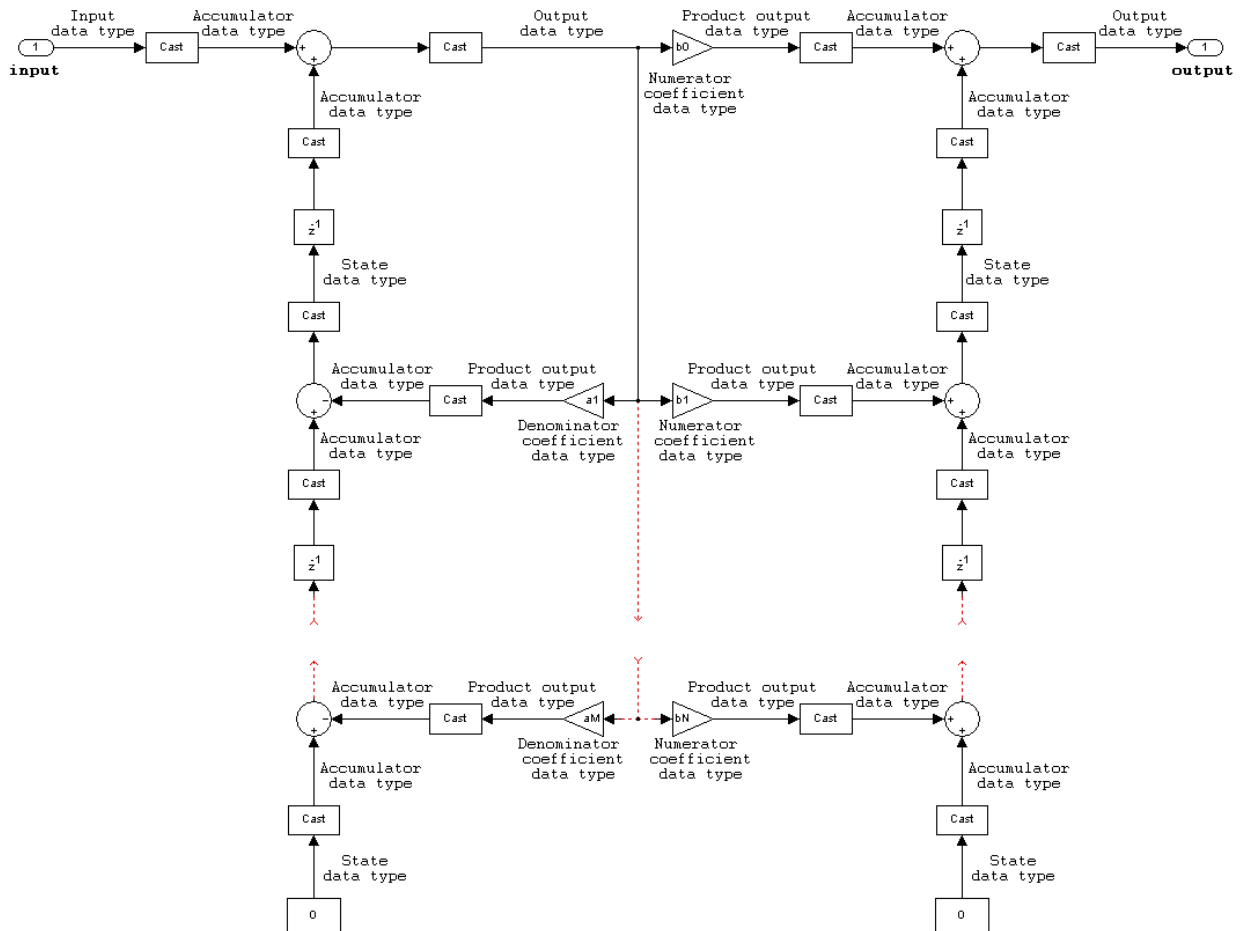 Input
data type
Accumulator
data type
Output
data type
Product output
data type
Accumulator
data type
Output
data type
1
Cast
+
+
Cast
b0
Cast
+
+
Cast
1
input
output
Numerator
coefficient
data type
Accumulator
data type
Accumulator
data type
Cast
Cast
z-1
z-1
State
data type
State
data type
Cast
Cast
Accumulator
data type
Product output
data type
Product output
data type
Accumulator
data type
-
+
Cast
a1
b1
Cast
+
+
Denominator
coefficient
data type
Numerator
coefficient
data type
Accumulator
data type
Accumulator
data type
Cast
Cast
z-1
z-1
Accumulator
data type
Product output
data type
Product output
data type
Accumulator
data type
-
+
Cast
aM
bN
Cast
+
+
Denominator
coefficient
data type
Numerator
coefficient
data type
Accumulator
data type
Accumulator
data type
Cast
Cast
State
data type
State
data type
0
0